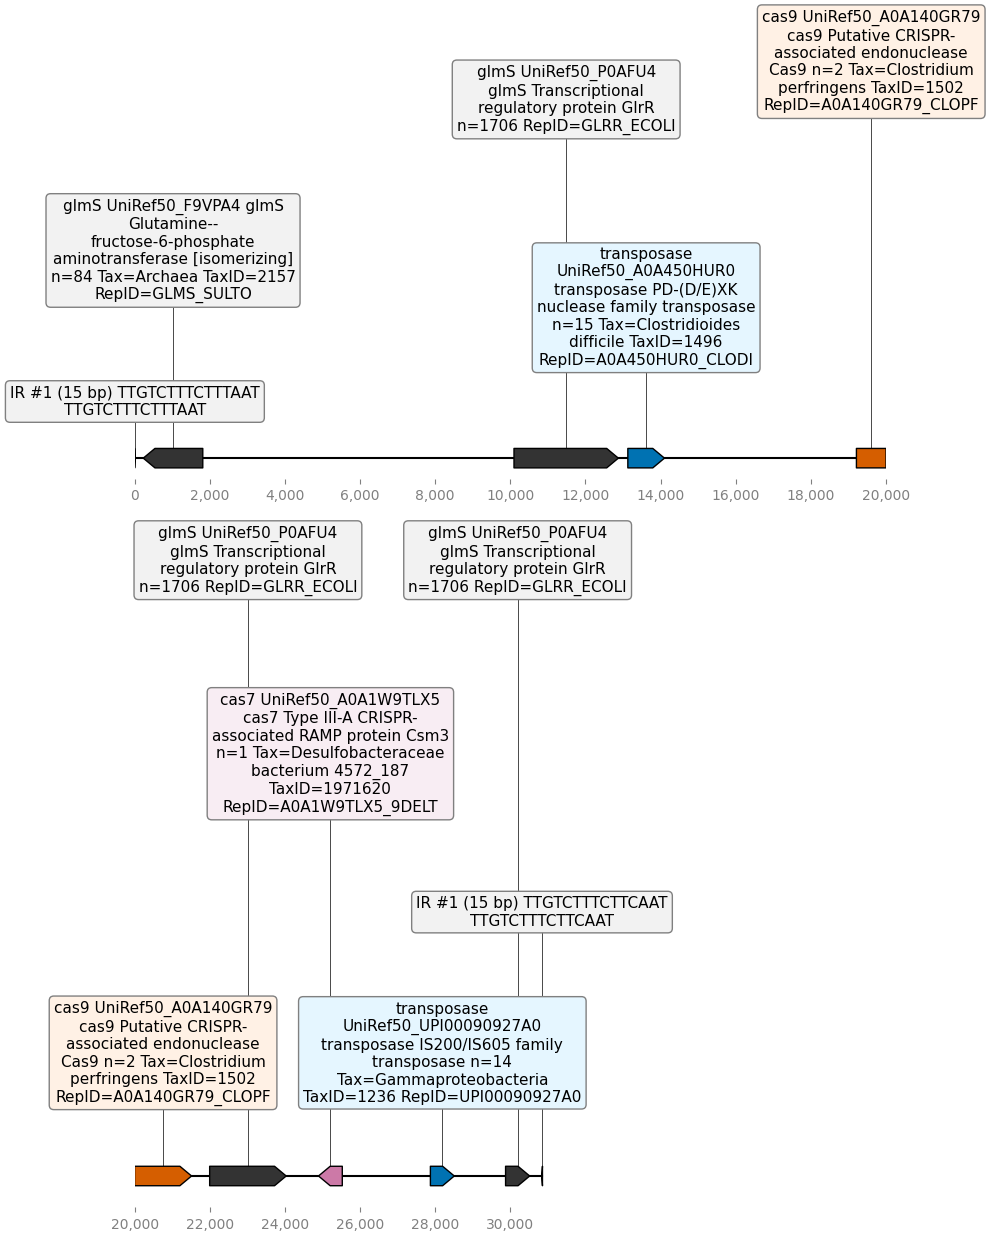 cas9 UniRef50_A0A140GR79
cas9 Putative CRISPR-
associated endonuclease
Cas9 n=2 Tax=Clostridium
perfringens TaxID=1502
RepID=A0A140GR79_CLOPF
glmS UniRef50_P0AFU4
glmS Transcriptional
regulatory protein GlrR
n=1706 RepID=GLRR_ECOLI
glmS UniRef50_F9VPA4 glmS
Glutamine--
fructose-6-phosphate
aminotransferase [isomerizing]
n=84 Tax=Archaea TaxID=2157
RepID=GLMS_SULTO
transposase
UniRef50_A0A450HUR0
transposase PD-(D/E)XK
nuclease family transposase
n=15 Tax=Clostridioides
difficile TaxID=1496
RepID=A0A450HUR0_CLODI
IR #1 (15 bp) TTGTCTTTCTTTAAT
TTGTCTTTCTTTAAT
0 2,000 4,000 6,000 8,000 10,000 12,000 14,000 16,000 18,000 20,000
glmS UniRef50_P0AFU4
glmS Transcriptional
regulatory protein GlrR
n=1706 RepID=GLRR_ECOLI
glmS UniRef50_P0AFU4
glmS Transcriptional
regulatory protein GlrR
n=1706 RepID=GLRR_ECOLI
cas7 UniRef50_A0A1W9TLX5
cas7 Type III-A CRISPR-
associated RAMP protein Csm3
n=1 Tax=Desulfobacteraceae
bacterium 4572_187
TaxID=1971620
RepID=A0A1W9TLX5_9DELT
IR #1 (15 bp) TTGTCTTTCTTCAAT
TTGTCTTTCTTCAAT
cas9 UniRef50_A0A140GR79
cas9 Putative CRISPR-
associated endonuclease
Cas9 n=2 Tax=Clostridium
perfringens TaxID=1502
RepID=A0A140GR79_CLOPF
transposase
UniRef50_UPI00090927A0
transposase IS200/IS605 family
transposase n=14
Tax=Gammaproteobacteria
TaxID=1236 RepID=UPI00090927A0
20,000 22,000 24,000 26,000 28,000 30,000